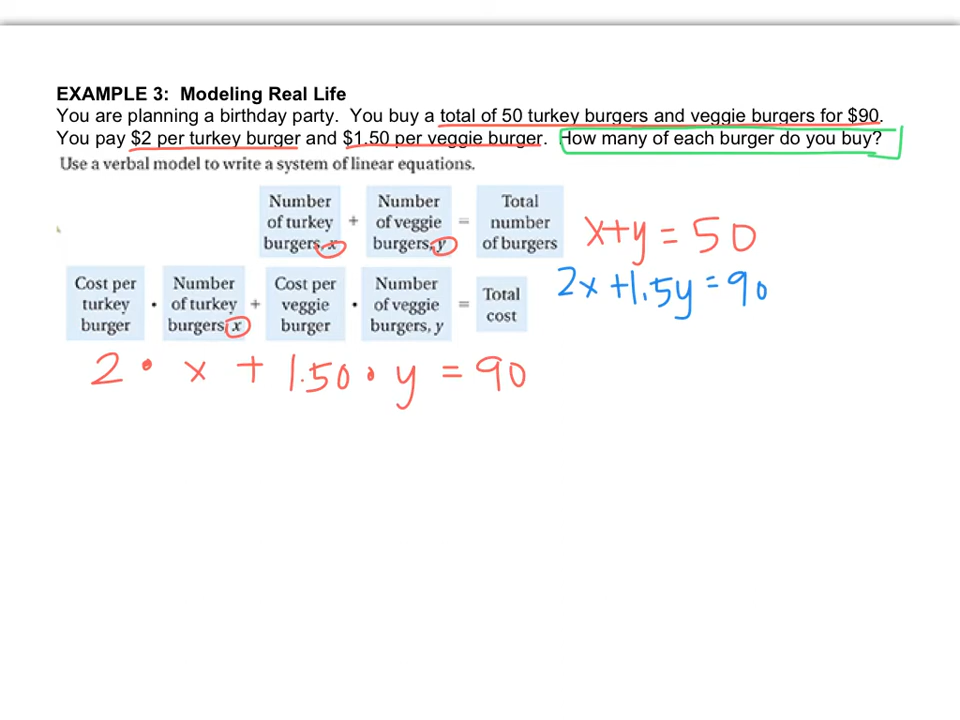 EXAMPLE 3: Modeling Real Life
You are planning a birthday party. You buy a total of 50 turkey burgers and veggie burgers for $90.
You pay $2 per turkey burger and $1.50 per veggie burger. How many of each burger do you buy?
Use a verbal model to write a system of linear equations.
Number of turkey burgers, x + Number of veggie burgers, y = Total number of burgers
x+y=50
Cost per turkey burger • Number of turkey burgers, x + Cost per veggie burger • Number of veggie burgers, y = Total cost
2x+1.5y=90
2 • x + 1.50 • y = 90